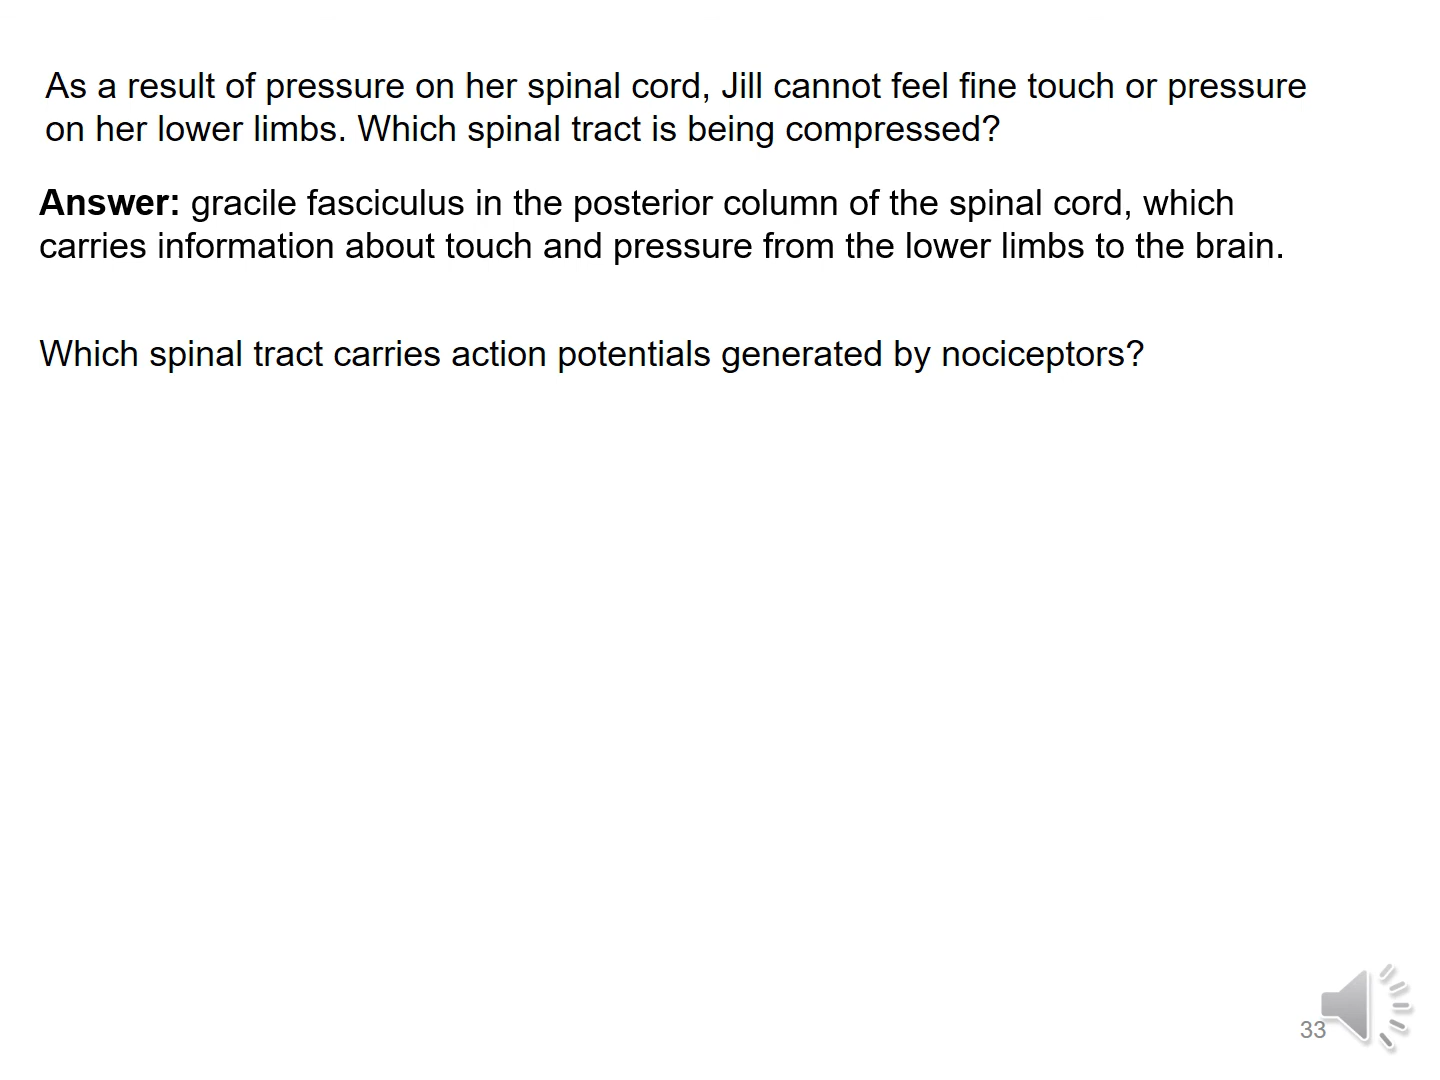 As a result of pressure on her spinal cord, Jill cannot feel fine touch or pressure
on her lower limbs. Which spinal tract is being compressed?
Answer: gracile fasciculus in the posterior column of the spinal cord, which
carries information about touch and pressure from the lower limbs to the brain.
Which spinal tract carries action potentials generated by nociceptors?
33